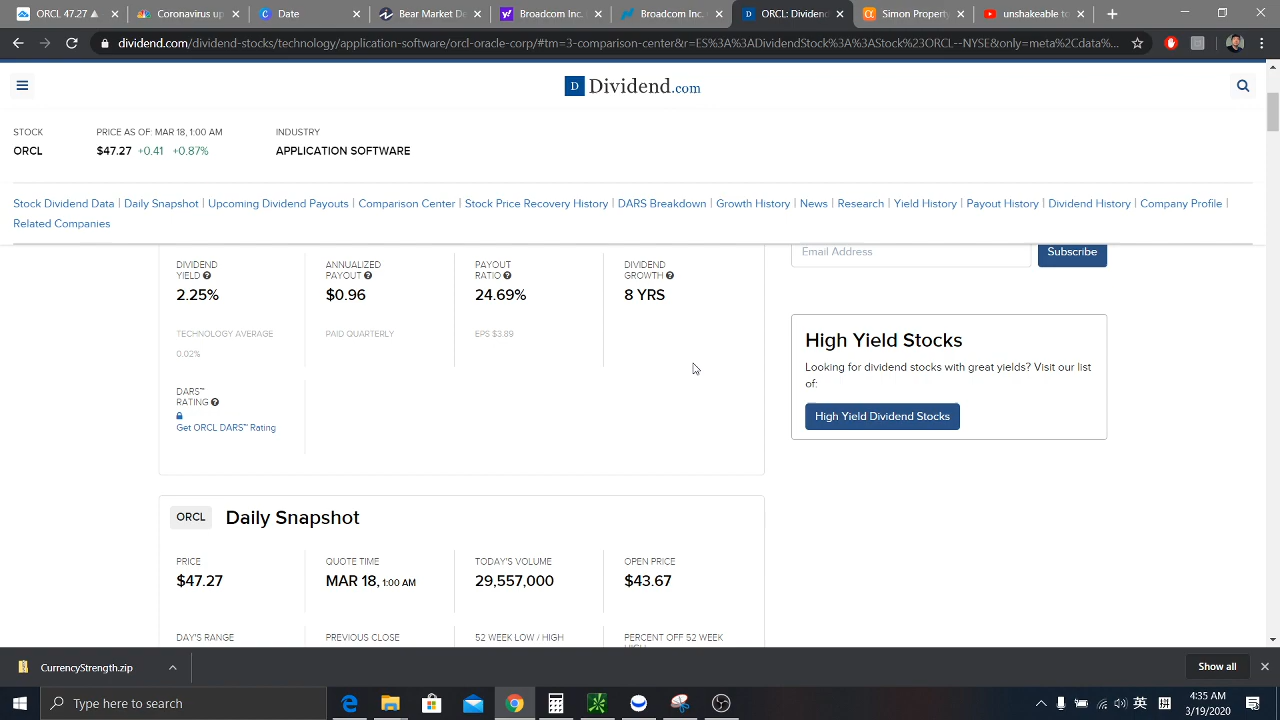 ORCL 47.27 ▲ +0.
Coronavirus up
Date
Bear Market De
Broadcom Inc.
Broadcom Inc.
ORCL: Dividend
Simon Property
unshakeable to
dividend.com/dividend-stocks/technology/application-software/orcl-oracle-corp/#tm=3-comparison-center&r=ES%3A%3ADividendStock%3A%3AStock%23ORCL--NYSE&only=meta%2Cdata%...
D Dividend.com
STOCK PRICE AS OF: MAR 18, 1:00 AM INDUSTRY
ORCL $47.27 +0.41 +0.87% APPLICATION SOFTWARE
Stock Dividend Data | Daily Snapshot | Upcoming Dividend Payouts | Comparison Center | Stock Price Recovery History | DARS Breakdown | Growth History | News | Research | Yield History | Payout History | Dividend History | Company Profile |
Related Companies
DIVIDEND
YIELD
2.25%
TECHNOLOGY AVERAGE
0.02%
ANNUALIZED
PAYOUT
$0.96
PAID QUARTERLY
PAYOUT
RATIO
24.69%
EPS $3.89
DIVIDEND
GROWTH
8 YRS
DARS™
RATING
Get ORCL DARS™ Rating
Email Address
Subscribe
High Yield Stocks
Looking for dividend stocks with great yields? Visit our list
of:
High Yield Dividend Stocks
ORCL Daily Snapshot
PRICE
$47.27
QUOTE TIME
MAR 18, 1:00 AM
TODAY'S VOLUME
29,557,000
OPEN PRICE
$43.67
DAY'S RANGE
PREVIOUS CLOSE
52 WEEK LOW / HIGH
PERCENT OFF 52 WEEK
HIGH
CurrencyStrength.zip
Show all
Type here to search
英
拼
4:35 AM
3/19/2020